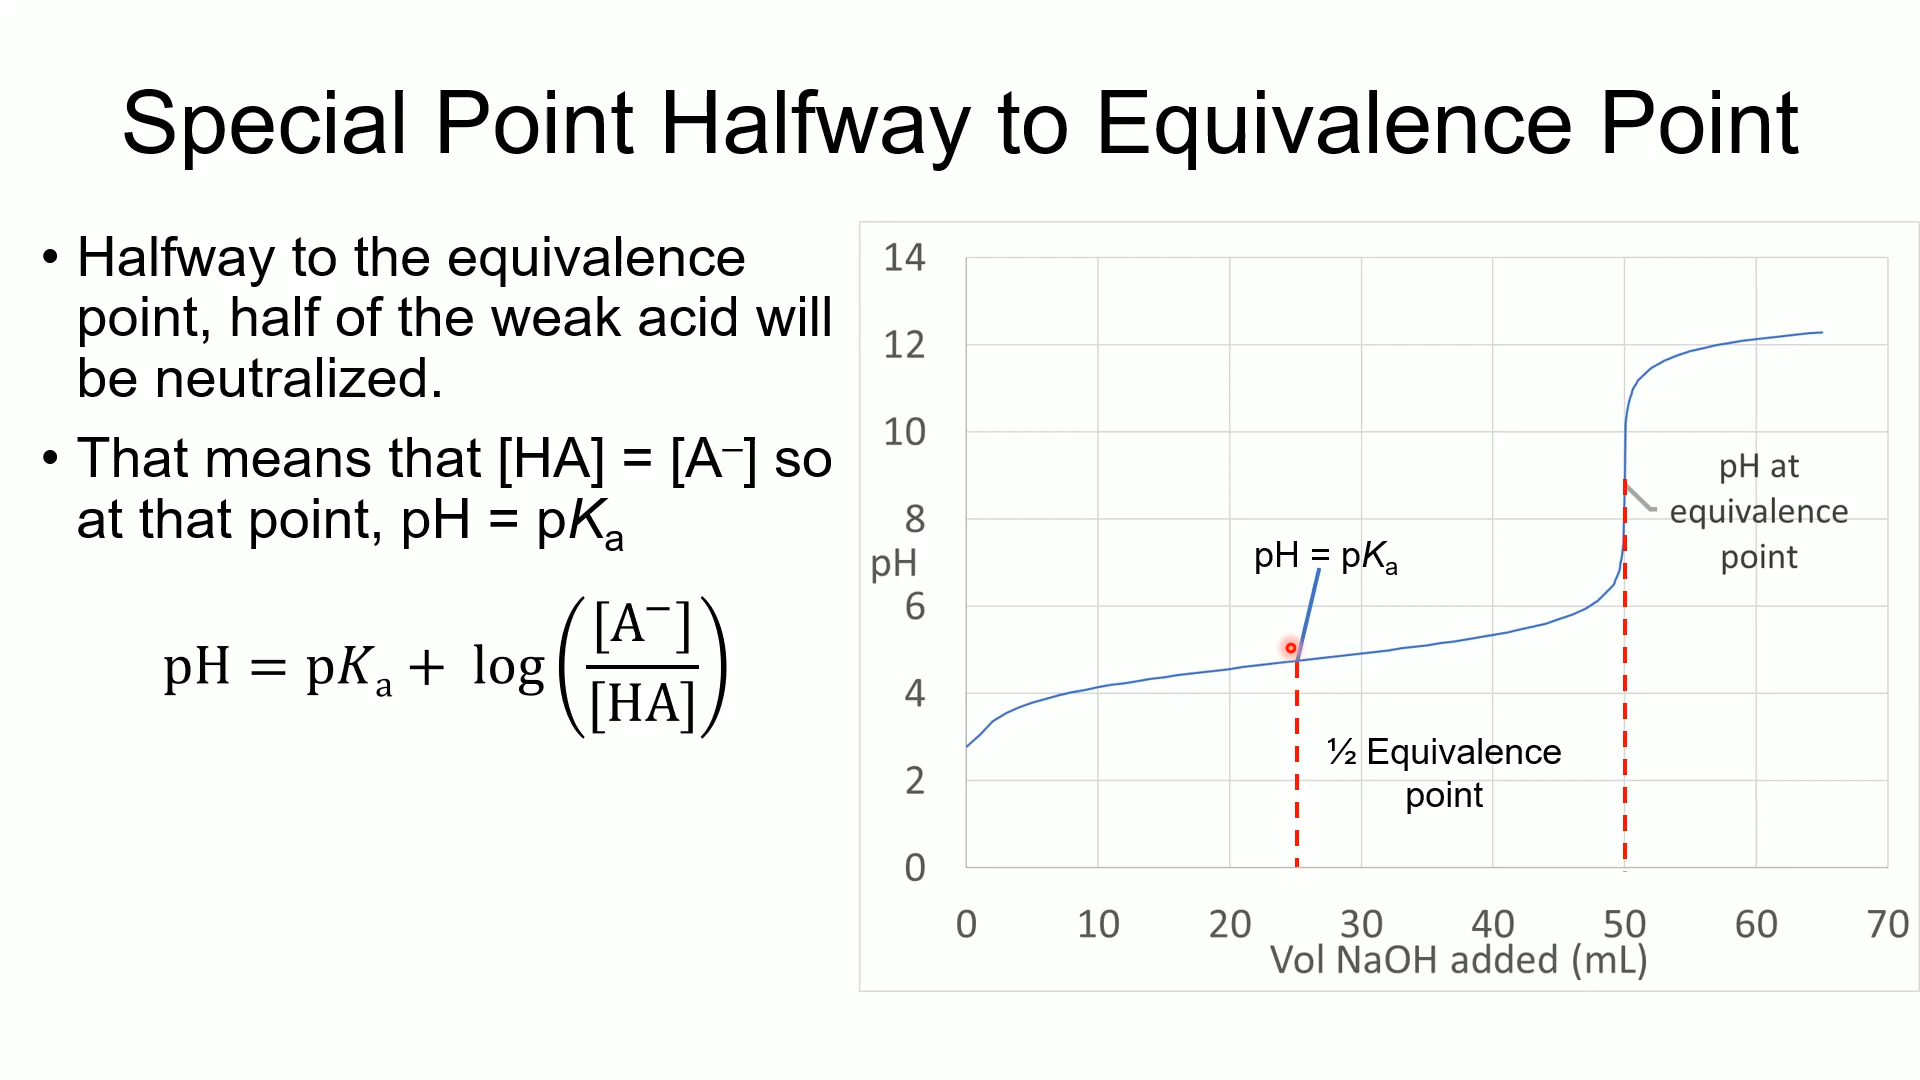 Special Point Halfway to Equivalence Point
• Halfway to the equivalence
point, half of the weak acid will
be neutralized.
• That means that [HA] = [A⁻] so
at that point, pH = pKₐ
pH = pKₐ + log([A⁻]/[HA])
14
12
10
8
pH
6
4
2
0
0 10 20 30 40 50 60 70
Vol NaOH added (mL)
pH = pKₐ
½ Equivalence
point
pH at
equivalence
point